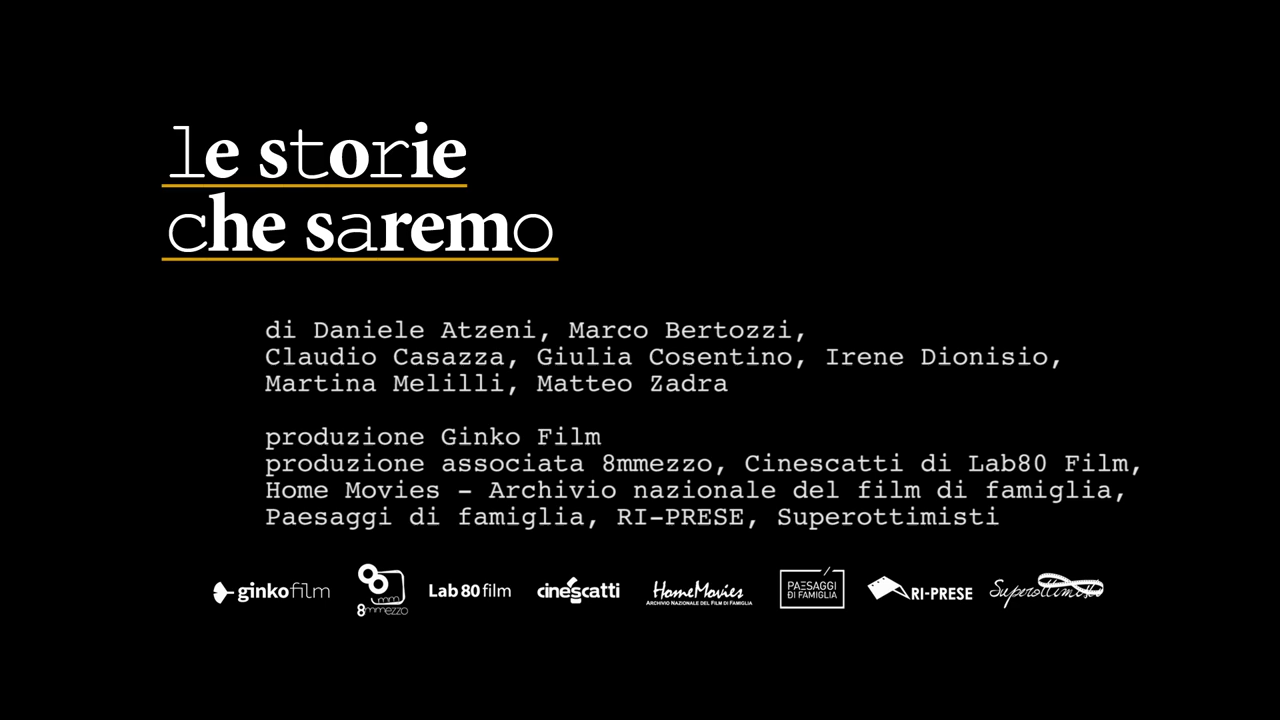 le storie
che saremo
di Daniele Atzeni, Marco Bertozzi,
Claudio Casazza, Giulia Cosentino, Irene Dionisio,
Martina Melilli, Matteo Zadra
produzione Ginko Film
produzione associata 8mmezzo, Cinescatti di Lab80 Film,
Home Movies - Archivio nazionale del film di famiglia,
Paesaggi di famiglia, RI-PRESE, Superottimisti
ginkofilm
88mm
8mmezzo
Lab 80 film
cinescatti
HomeMovies
ARCHIVIO NAZIONALE DEL FILM DI FAMIGLIA
PAESAGGI
DI FAMIGLIA
RI-PRESE
Superottimisti